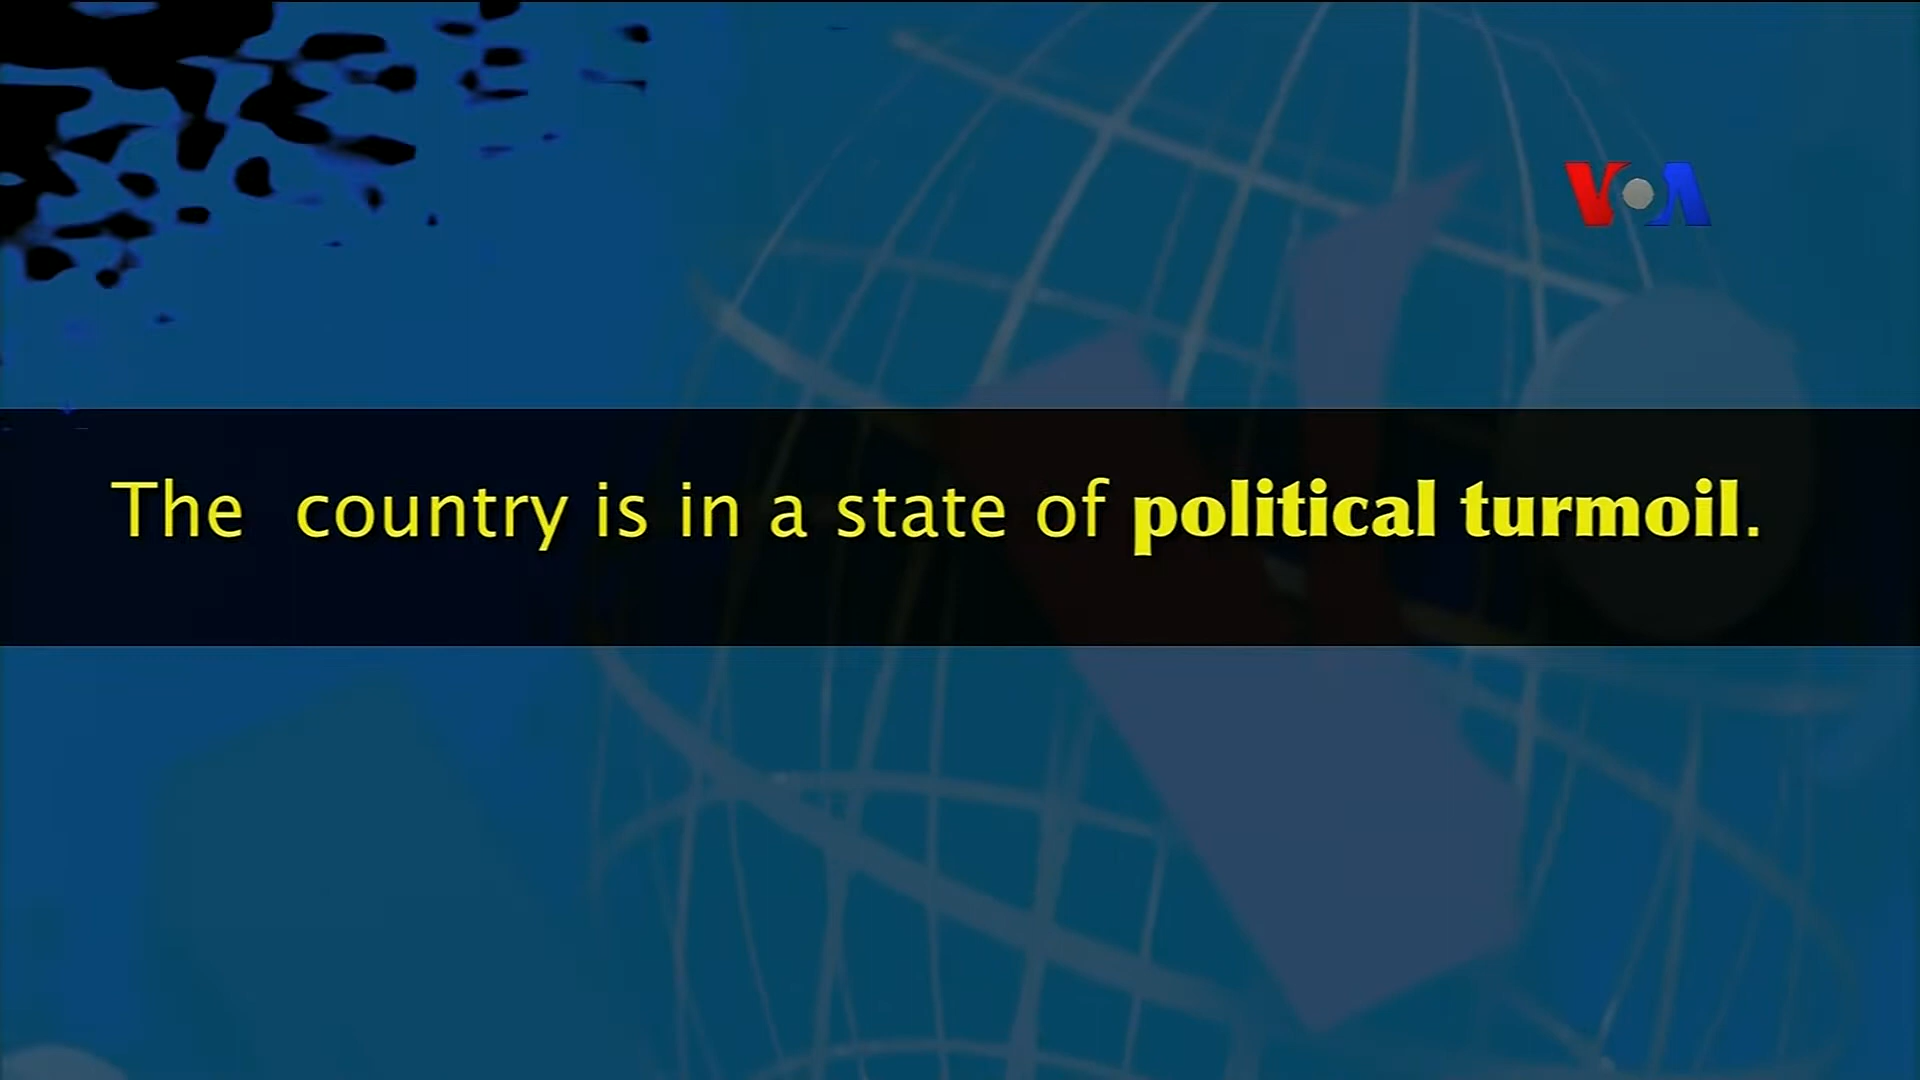 VOA
The country is in a state of political turmoil.